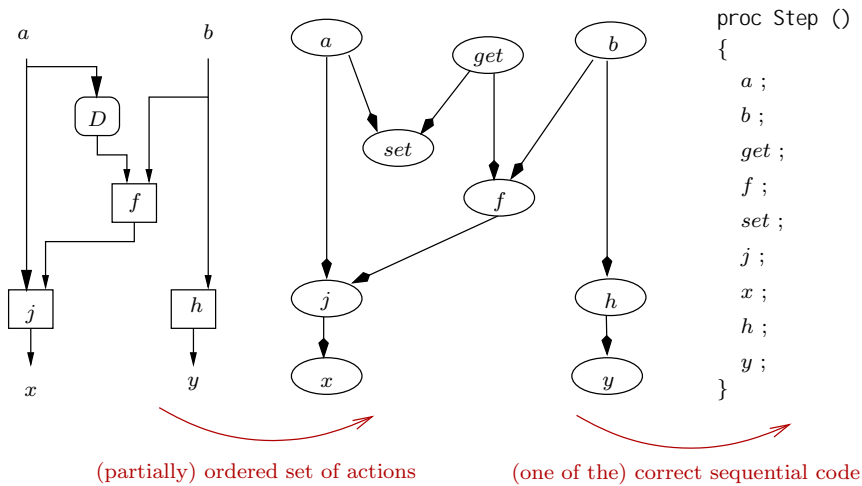 a
b
D
f
j
h
x
y
a
get
b
set
f
j
h
x
y
proc Step ()
{
a ;
b ;
get ;
f ;
set ;
j ;
x ;
h ;
y ;
}
(partially) ordered set of actions
(one of the) correct sequential code